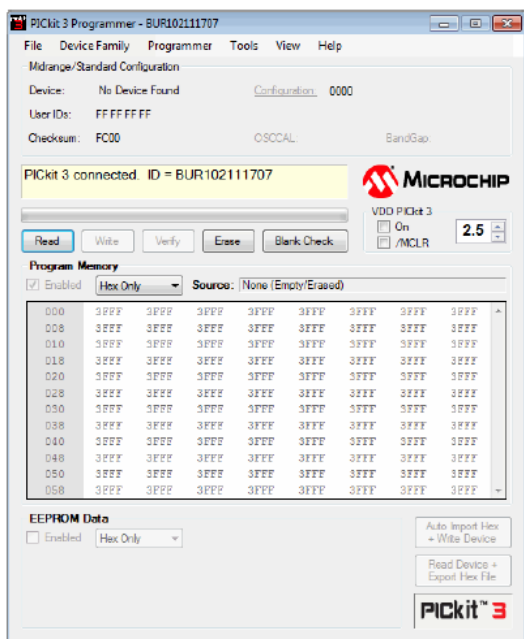 PICkit 3 Programmer - BUR102111707
File Device Family Programmer Tools View Help
Midrange/Standard Configuration
Device: No Device Found Configuration: 0000
User IDs: FF FF FF FF
Checksum: FC00 OSCCAL: BandGap:
PICkit 3 connected. ID = BUR102111707
MICROCHIP
VDD PICkit 3
On
/MCLR
2.5
Read Write Verify Erase Blank Check
Program Memory
Enabled Hex Only Source: None (Empty/Erased)
000 3FFF 3FFF 3FFF 3FFF 3FFF 3FFF 3FFF 3FFF
008 3FFF 3FFF 3FFF 3FFF 3FFF 3FFF 3FFF 3FFF
010 3FFF 3FFF 3FFF 3FFF 3FFF 3FFF 3FFF 3FFF
018 3FFF 3FFF 3FFF 3FFF 3FFF 3FFF 3FFF 3FFF
020 3FFF 3FFF 3FFF 3FFF 3FFF 3FFF 3FFF 3FFF
028 3FFF 3FFF 3FFF 3FFF 3FFF 3FFF 3FFF 3FFF
030 3FFF 3FFF 3FFF 3FFF 3FFF 3FFF 3FFF 3FFF
038 3FFF 3FFF 3FFF 3FFF 3FFF 3FFF 3FFF 3FFF
040 3FFF 3FFF 3FFF 3FFF 3FFF 3FFF 3FFF 3FFF
048 3FFF 3FFF 3FFF 3FFF 3FFF 3FFF 3FFF 3FFF
050 3FFF 3FFF 3FFF 3FFF 3FFF 3FFF 3FFF 3FFF
058 3FFF 3FFF 3FFF 3FFF 3FFF 3FFF 3FFF 3FFF
EEPROM Data
Enabled Hex Only
Auto Import Hex
+ Write Device
Read Device +
Export Hex File
PICkit™ 3